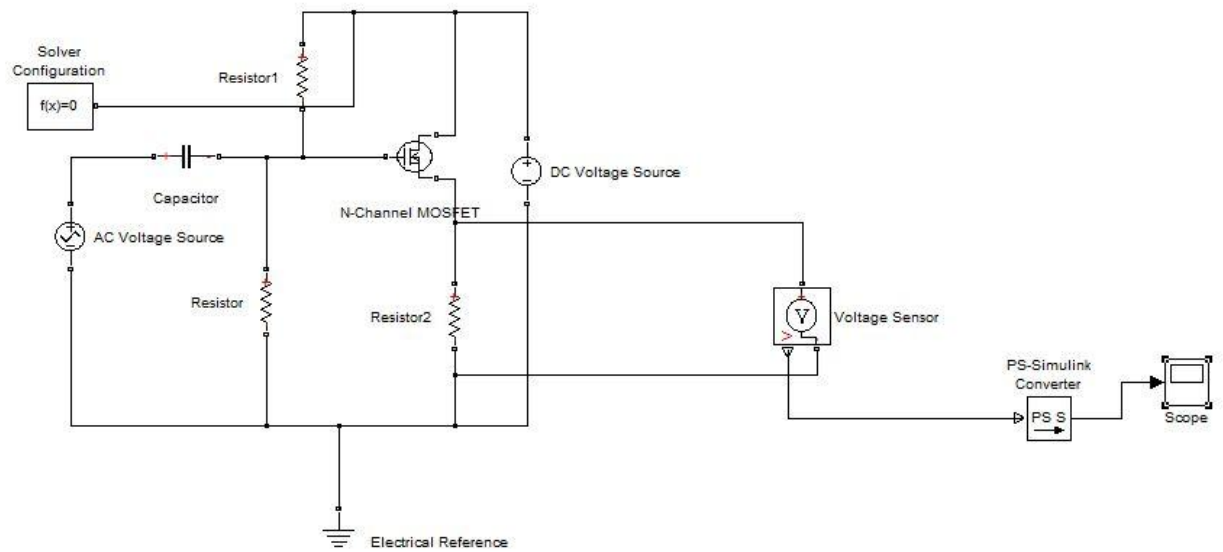 Solver
Configuration
f(x)=0
Resistor1
Capacitor
N-Channel MOSFET
DC Voltage Source
AC Voltage Source
Resistor
Resistor2
V
Voltage Sensor
PS-Simulink
Converter
PS S
Scope
Electrical Reference